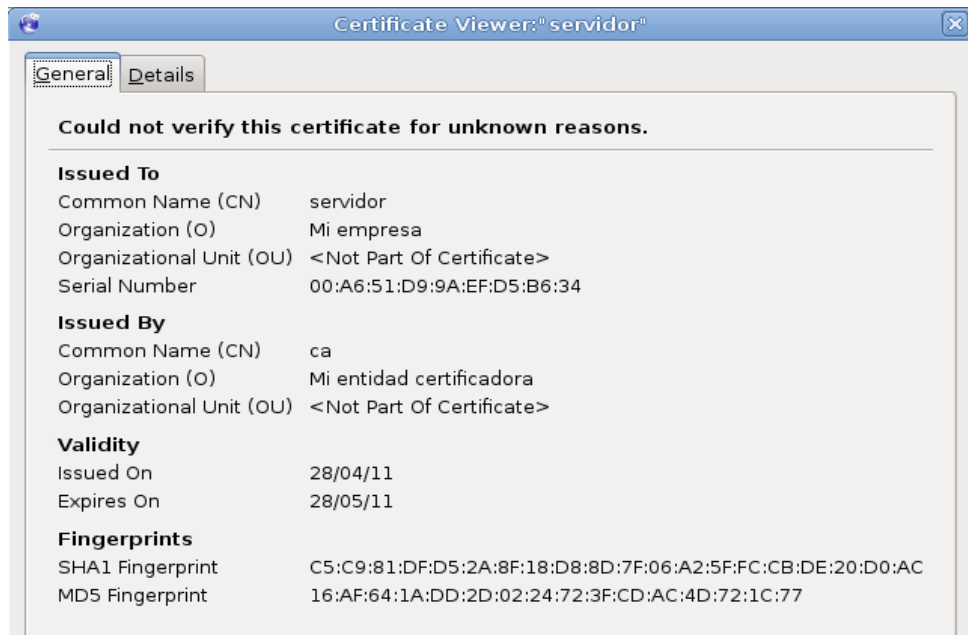 Certificate Viewer:"servidor"
General Details
Could not verify this certificate for unknown reasons.
Issued To
Common Name (CN) servidor
Organization (O) Mi empresa
Organizational Unit (OU) <Not Part Of Certificate>
Serial Number 00:A6:51:D9:9A:EF:D5:B6:34
Issued By
Common Name (CN) ca
Organization (O) Mi entidad certificadora
Organizational Unit (OU) <Not Part Of Certificate>
Validity
Issued On 28/04/11
Expires On 28/05/11
Fingerprints
SHA1 Fingerprint C5:C9:81:DF:D5:2A:8F:18:D8:8D:7F:06:A2:5F:FC:CB:DE:20:D0:AC
MD5 Fingerprint 16:AF:64:1A:DD:2D:02:24:72:3F:CD:AC:4D:72:1C:77